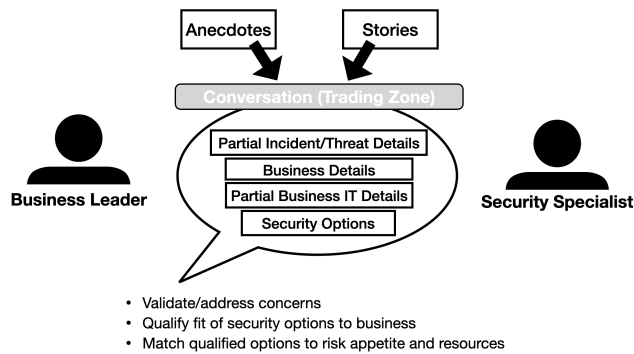 Anecdotes
Stories
Conversation (Trading Zone)
Partial Incident/Threat Details
Business Details
Partial Business IT Details
Security Options
Business Leader
Security Specialist
• Validate/address concerns
• Qualify fit of security options to business
• Match qualified options to risk appetite and resources